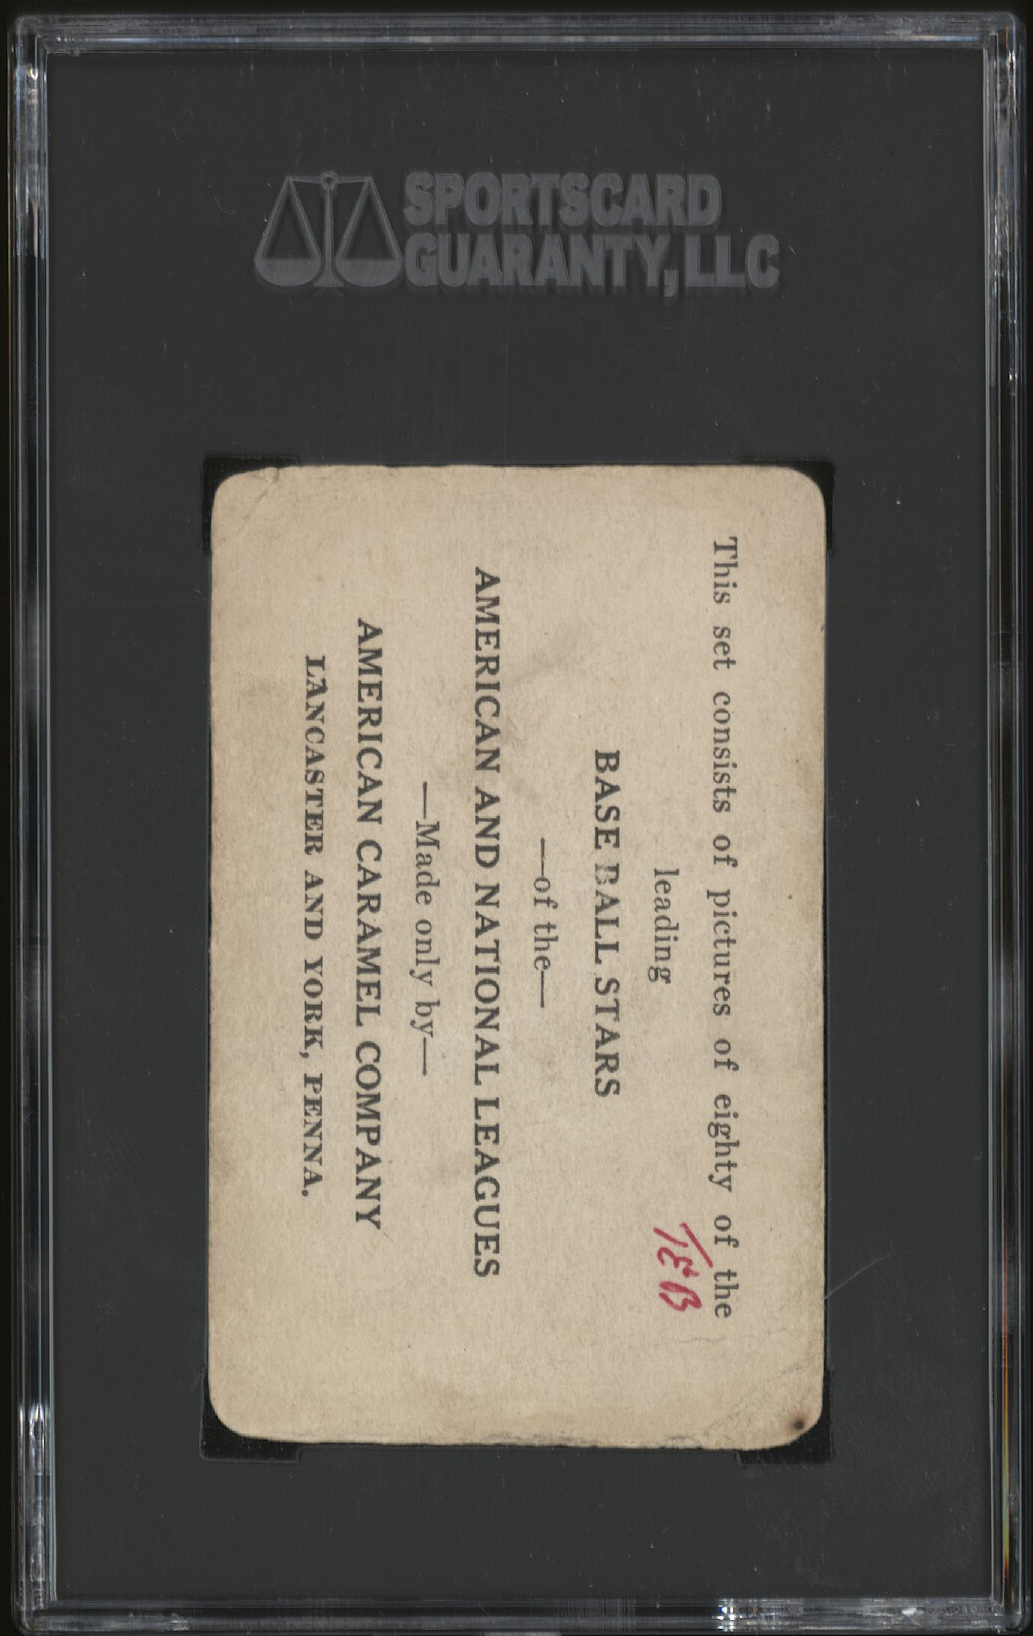 SPORTSCARD
GUARANTY, LLC
This set consists of pictures of eighty of the
leading
TEB
BASE BALL STARS
—of the—
AMERICAN AND NATIONAL LEAGUES
—Made only by—
AMERICAN CARAMEL COMPANY
LANCASTER AND YORK, PENNA.